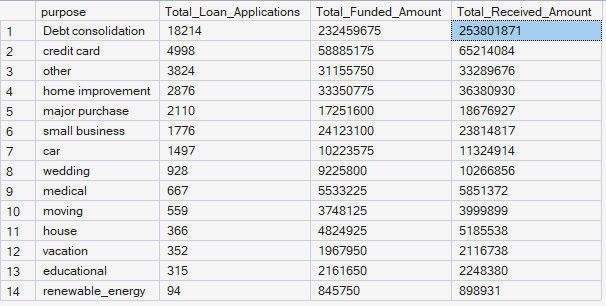 purpose Total_Loan_Applications Total_Funded_Amount Total_Received_Amount
1 Debt consolidation 18214 232459675 253801871
2 credit card 4998 58885175 65214084
3 other 3824 31155750 33289676
4 home improvement 2876 33350775 36380930
5 major purchase 2110 17251600 18676927
6 small business 1776 24123100 23814817
7 car 1497 10223575 11324914
8 wedding 928 9225800 10266856
9 medical 667 5533225 5851372
10 moving 559 3748125 3999899
11 house 366 4824925 5185538
12 vacation 352 1967950 2116738
13 educational 315 2161650 2248380
14 renewable_energy 94 845750 898931